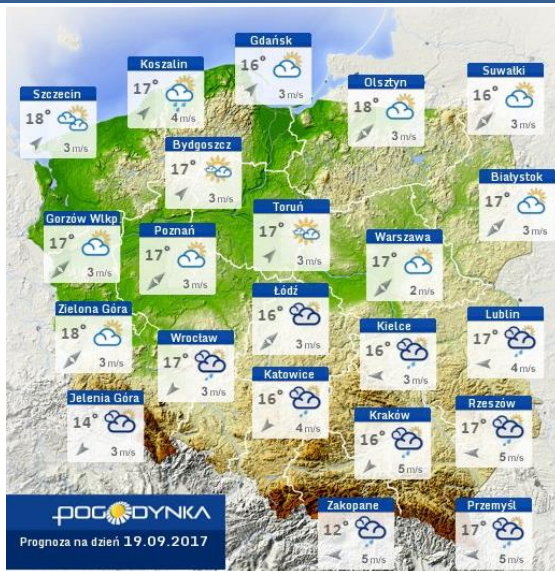 Gdańsk
16°
3 m/s
Koszalin
17°
4 m/s
Suwałki
16°
3 m/s
Olsztyn
18°
3 m/s
Szczecin
18°
3 m/s
Bydgoszcz
17°
3 m/s
Białystok
17°
3 m/s
Toruń
17°
3 m/s
Gorzów Wlkp
17°
3 m/s
Poznań
17°
3 m/s
Warszawa
17°
2 m/s
Łódź
16°
3 m/s
Zielona Góra
18°
3 m/s
Lublin
17°
4 m/s
Kielce
16°
3 m/s
Wrocław
17°
3 m/s
Katowice
16°
4 m/s
Jelenia Góra
14°
3 m/s
Rzeszów
17°
5 m/s
Kraków
16°
5 m/s
Zakopane
12°
5 m/s
Przemyśl
17°
5 m/s
POGODYNKA
Prognoza na dzień 19.09.2017